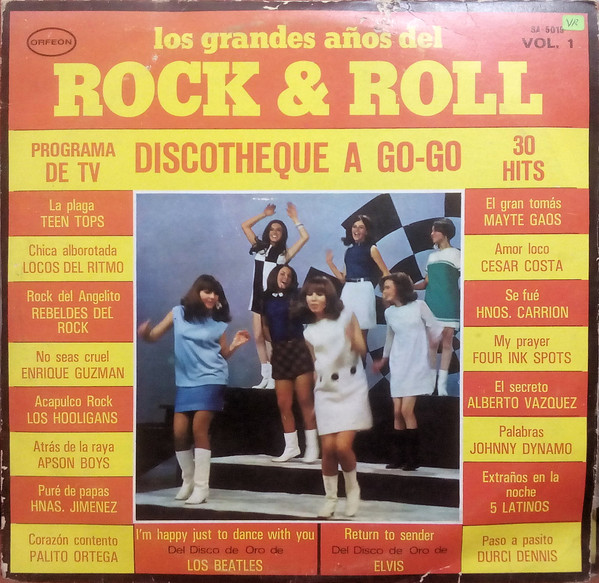 ORFEON
VR
SA 5015
los grandes años del
VOL. 1
ROCK & ROLL
PROGRAMA
DE TV
DISCOTHEQUE A GO-GO
30
HITS
La plaga
TEEN TOPS
Chica alborotada
LOCOS DEL RITMO
Rock del Angelito
REBELDES DEL
ROCK
No seas cruel
ENRIQUE GUZMAN
Acapulco Rock
LOS HOOLIGANS
Atrás de la raya
APSON BOYS
Puré de papas
HNAS. JIMENEZ
Corazón contento
PALITO ORTEGA
El gran tomás
MAYTE GAOS
Amor loco
CESAR COSTA
Se fué
HNOS. CARRION
My prayer
FOUR INK SPOTS
El secreto
ALBERTO VAZQUEZ
Palabras
JOHNNY DYNAMO
Extraños en la
noche
5 LATINOS
Paso a pasito
DURCI DENNIS
I'm happy just to dance with you
Del Disco de Oro de
LOS BEATLES
Return to sender
Del Disco de Oro de
ELVIS